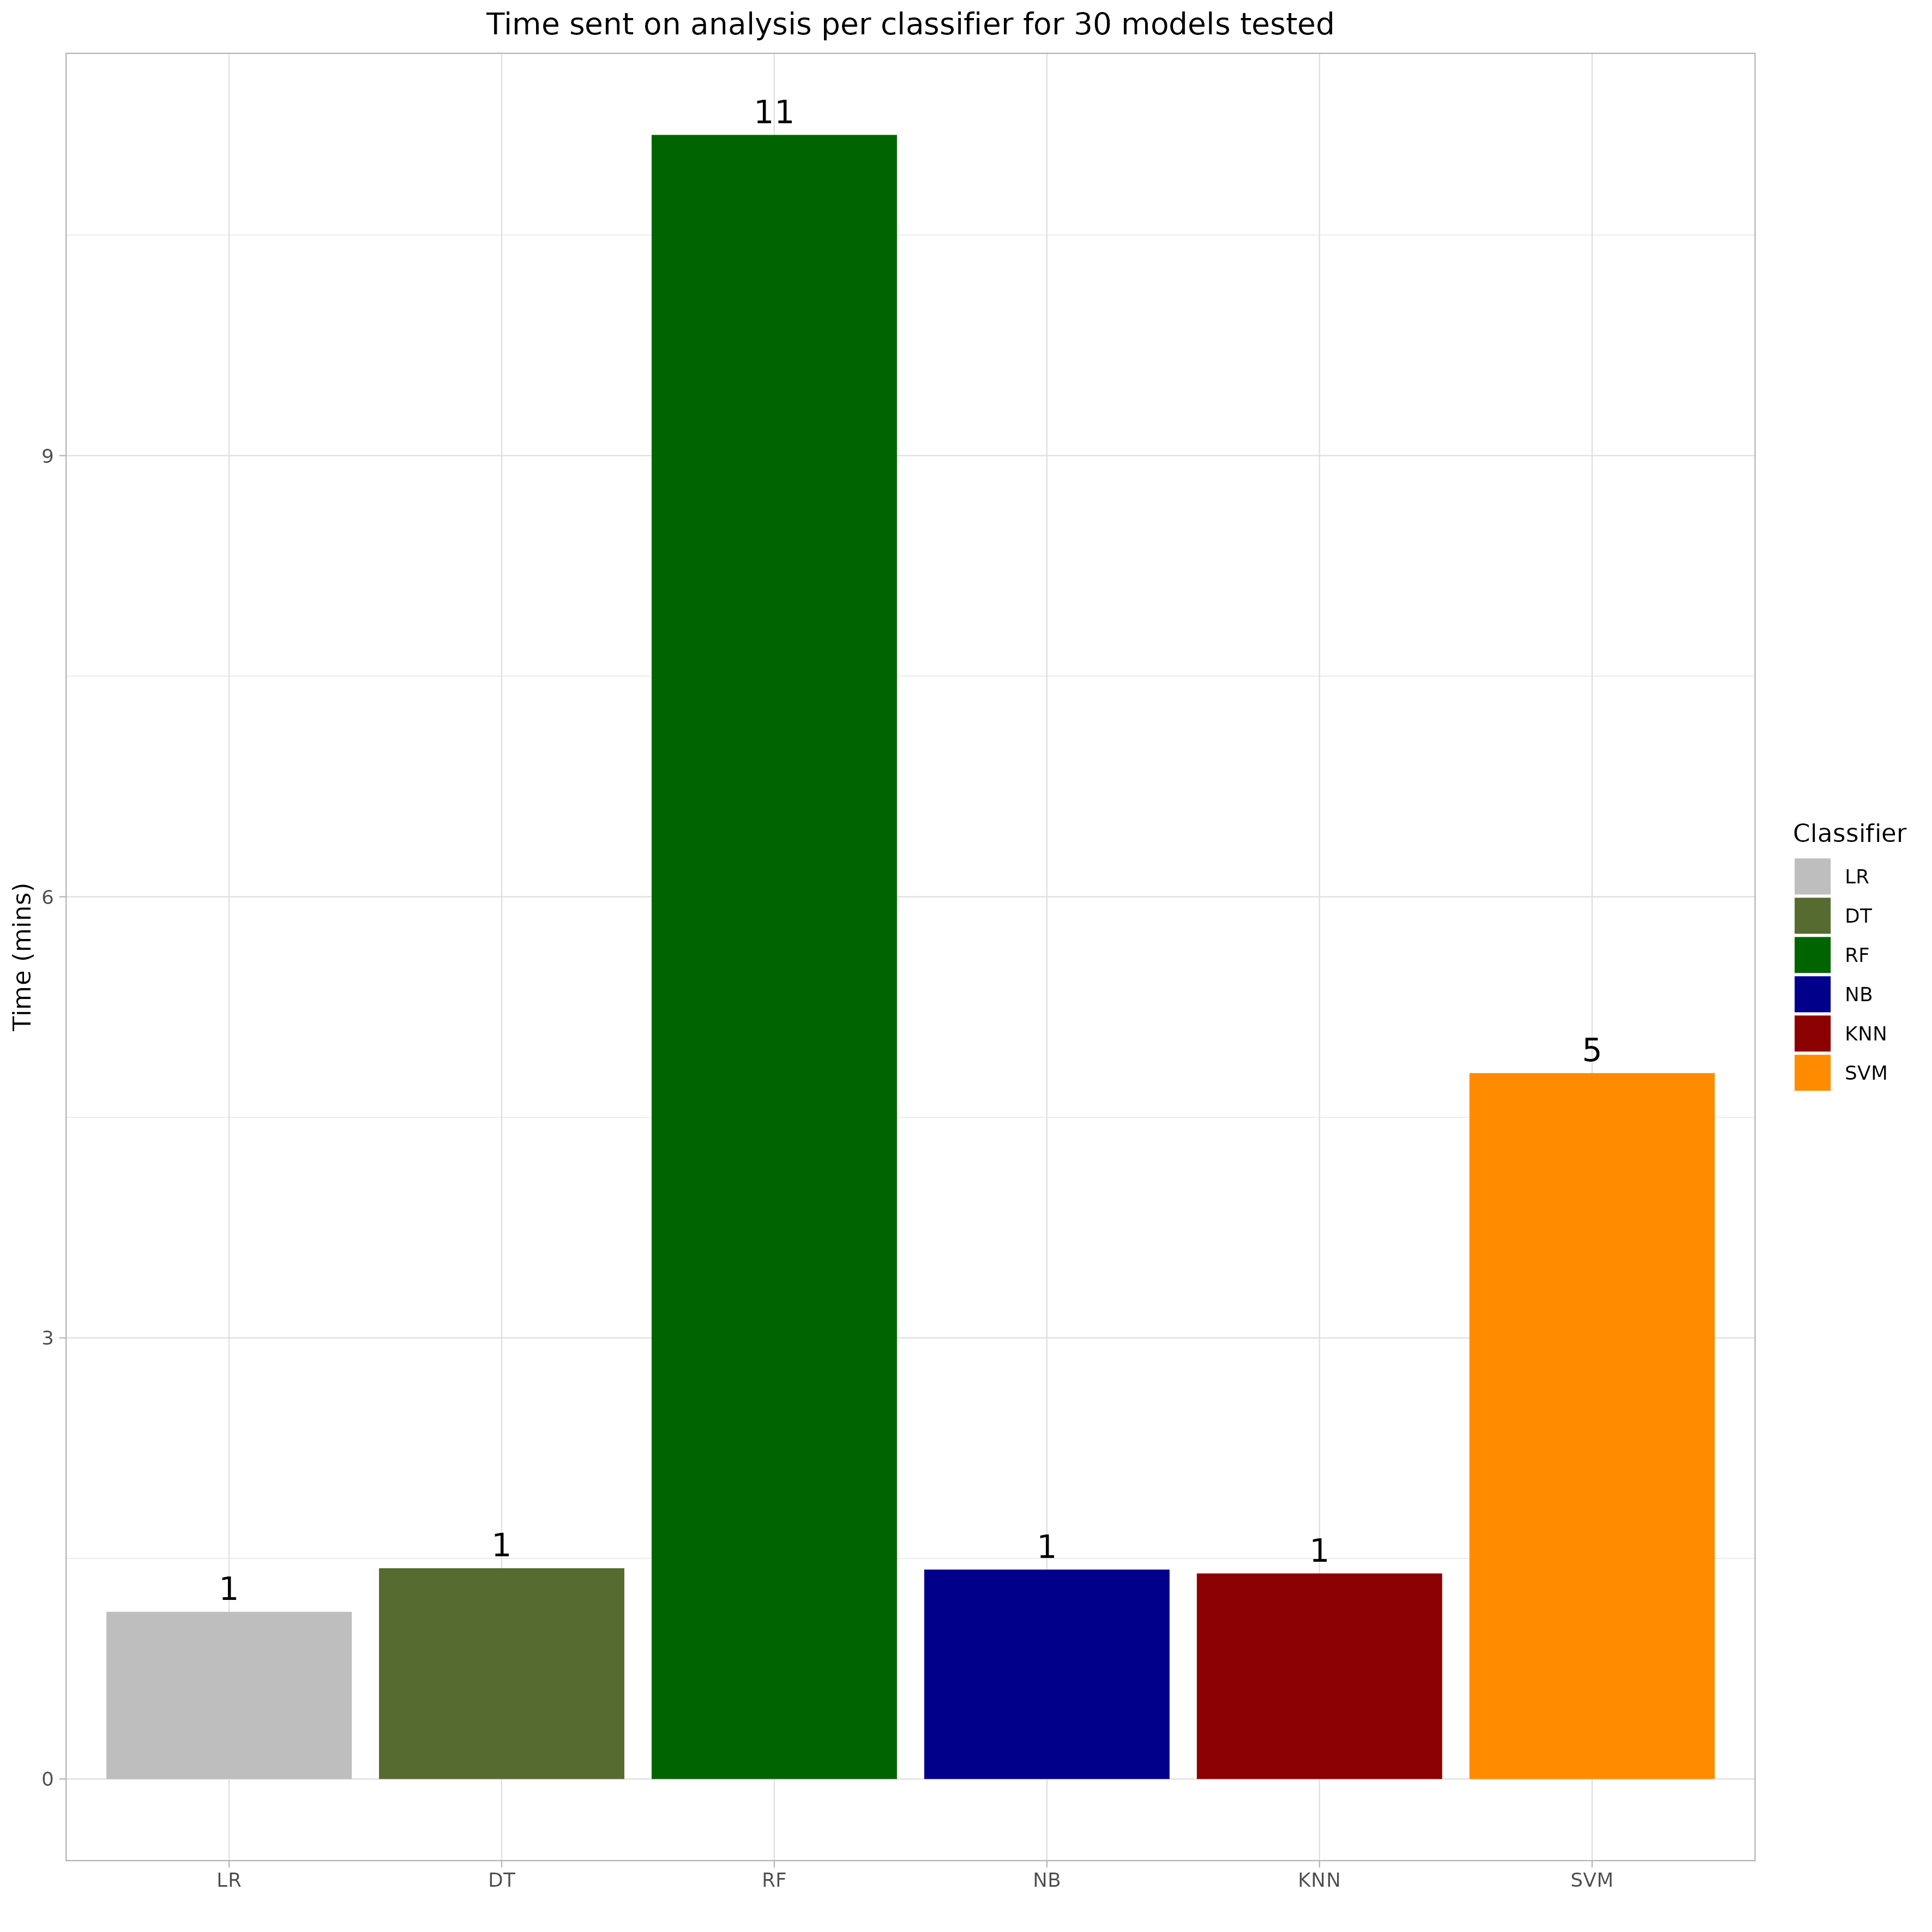 Time sent on analysis per classifier for 30 models tested
11
9
6
5
3
1
1
1
1
0
Time (mins)
LR
DT
RF
NB
KNN
SVM
Classifier
LR
DT
RF
NB
KNN
SVM